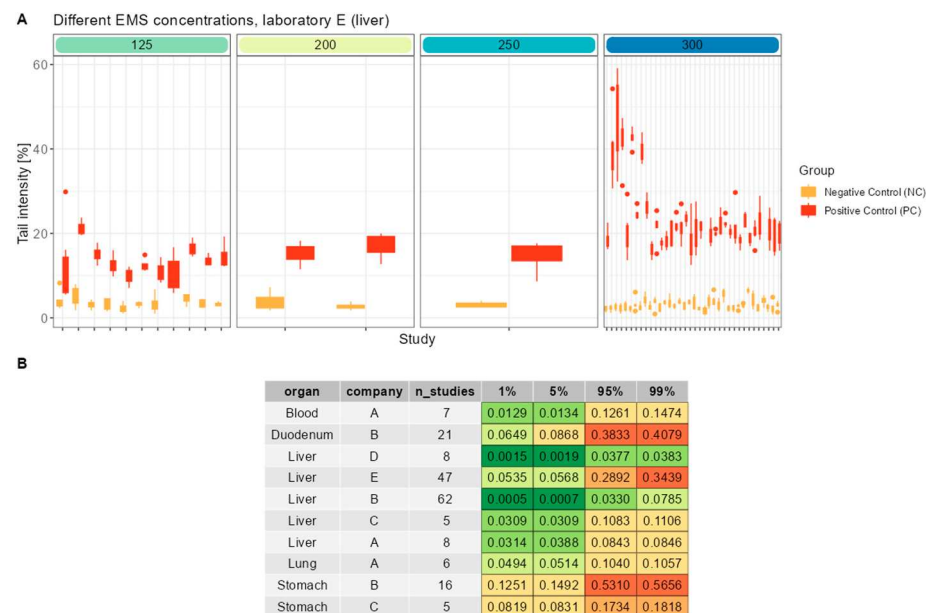 A
Different EMS concentrations, laboratory E (liver)
125 200 250 300
Tail intensity [%]
60
40
20
0
Study
Group
Negative Control (NC)
Positive Control (PC)
B
organ company n_studies 1% 5% 95% 99%
Blood A 7 0.0129 0.0134 0.1261 0.1474
Duodenum B 21 0.0649 0.0868 0.3833 0.4079
Liver D 8 0.0015 0.0019 0.0377 0.0383
Liver E 47 0.0535 0.0568 0.2892 0.3439
Liver B 62 0.0005 0.0007 0.0330 0.0785
Liver C 5 0.0309 0.0309 0.1083 0.1106
Liver A 8 0.0314 0.0388 0.0843 0.0846
Lung A 6 0.0494 0.0514 0.1040 0.1057
Stomach B 16 0.1251 0.1492 0.5310 0.5656
Stomach C 5 0.0819 0.0831 0.1734 0.1818